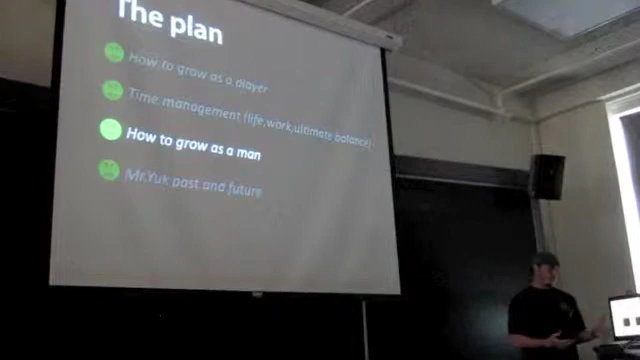 The plan
How to grow as a player
Time management (life,work,ultimate balance)
How to grow as a man
Mr.Yuk past and future